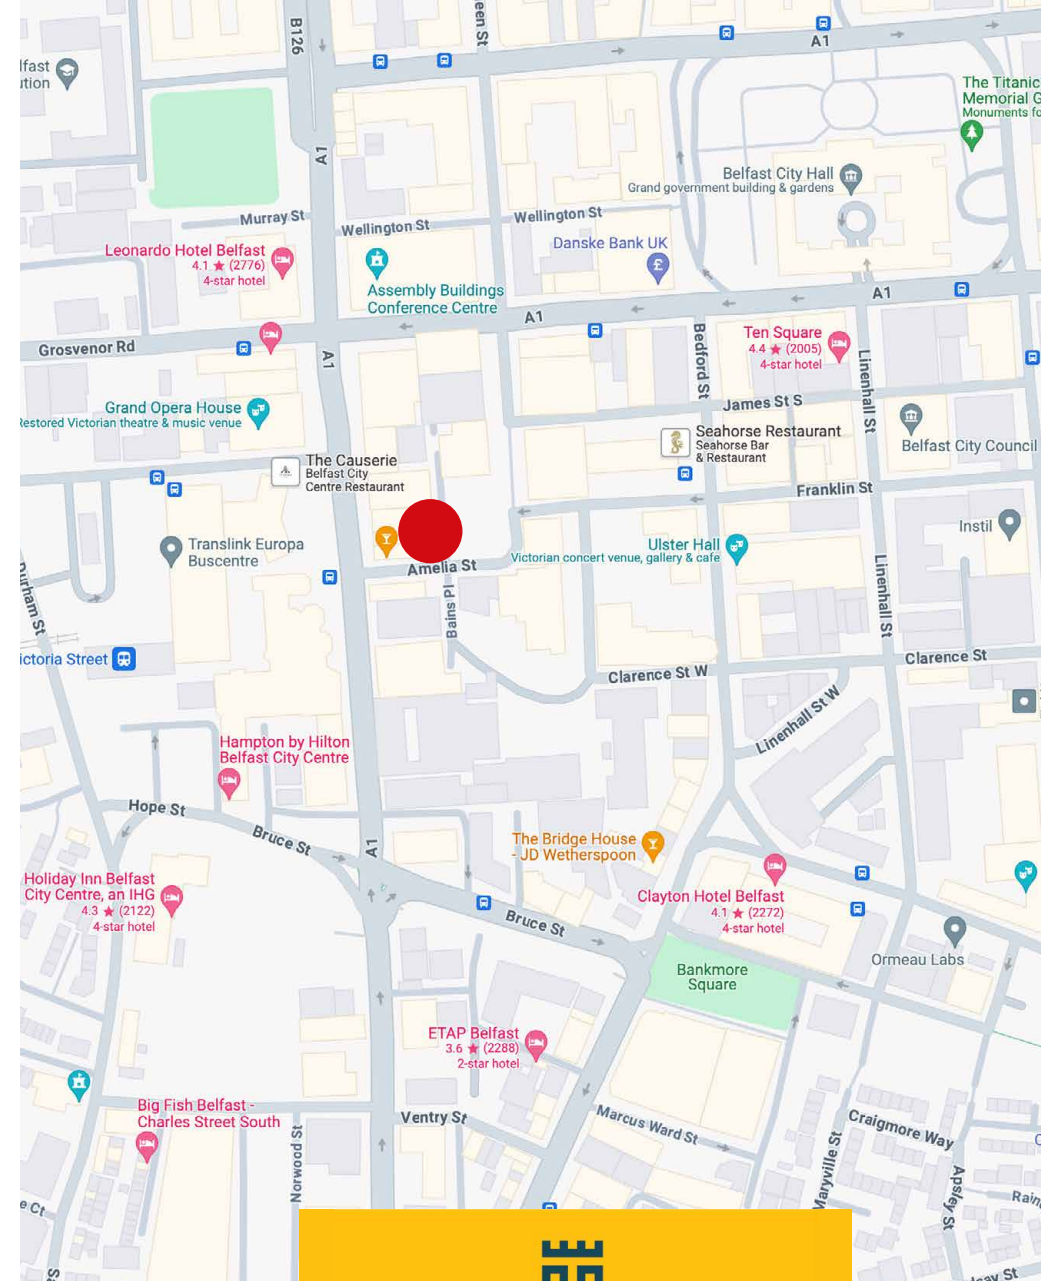 B126
een St
A1
lfast
ution
The Titanic
Memorial G
Monuments fo
A1
Belfast City Hall
Grand government building & gardens
Murray St
Wellington St
Wellington St
Leonardo Hotel Belfast
4.1 ★ (2776)
4-star hotel
Danske Bank UK
£
Assembly Buildings
Conference Centre
A1
A1
Grosvenor Rd
A1
Bedford St
Ten Square
4.4 ★ (2005)
4-star hotel
Linenhall St
James St S
Grand Opera House
Restored Victorian theatre & music venue
Seahorse Restaurant
Seahorse Bar
& Restaurant
Belfast City Council
The Causerie
Belfast City
Centre Restaurant
Franklin St
Instil
Translink Europa
Buscentre
Ulster Hall
Victorian concert venue, gallery & cafe
Amelia St
Durham St
Bains Pl
Linenhall St
ictoria Street
Clarence St W
Clarence St
Linenhall St W
Hampton by Hilton
Belfast City Centre
Hope St
Bruce St
A1
The Bridge House
- JD Wetherspoon
Holiday Inn Belfast
City Centre, an IHG
4.3 ★ (2122)
4-star hotel
Clayton Hotel Belfast
4.1 ★ (2272)
4-star hotel
Bruce St
Ormeau Labs
Bankmore
Square
ETAP Belfast
3.6 ★ (2288)
2-star hotel
Big Fish Belfast -
Charles Street South
Ventry St
Marcus Ward St
Craigmore Way
Norwood St
Maryville St
Apsley St
Rain
e Ct
say St